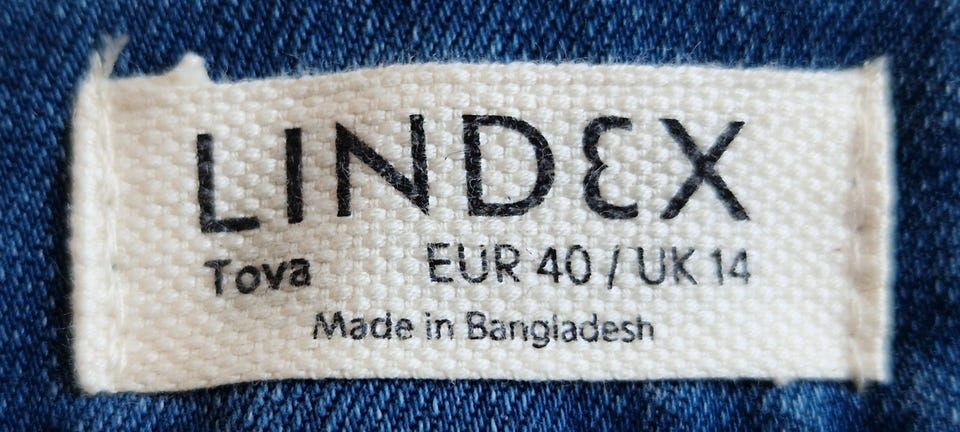 LINDEX
Tova EUR 40 / UK 14
Made in Bangladesh